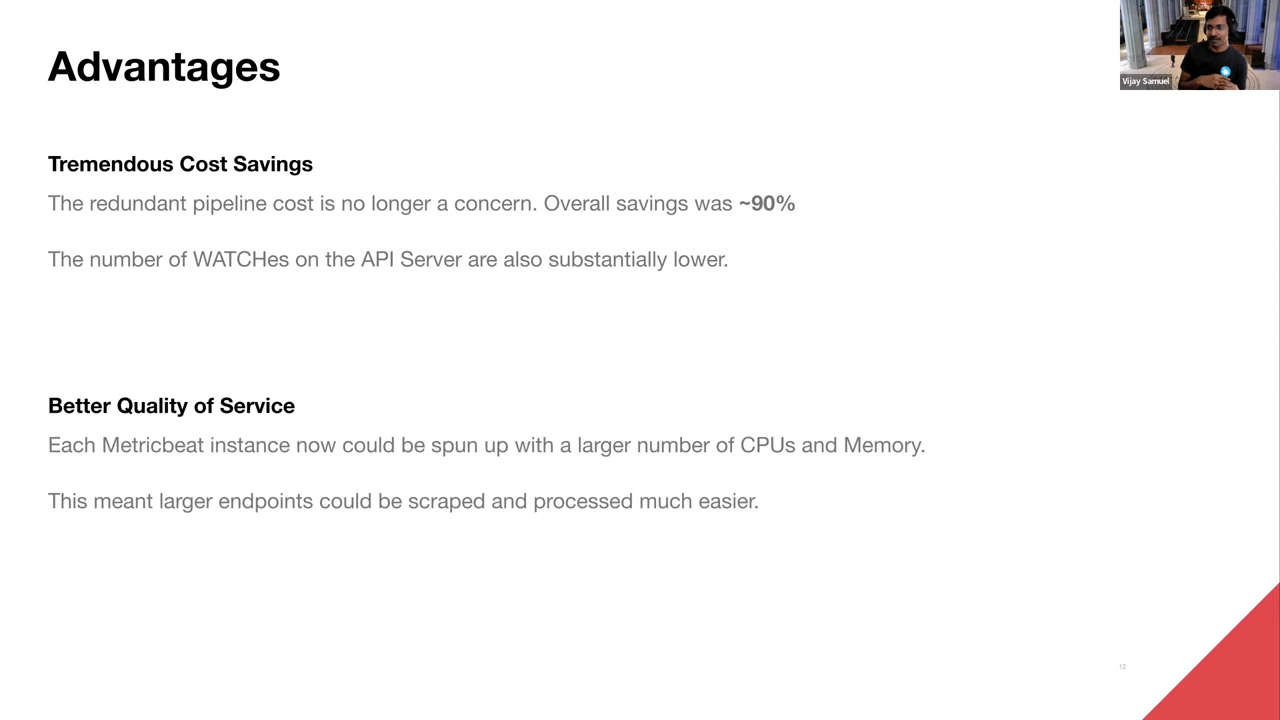 Advantages
Vijay Samuel
Tremendous Cost Savings
The redundant pipeline cost is no longer a concern. Overall savings was ~90%
The number of WATCHes on the API Server are also substantially lower.
Better Quality of Service
Each Metricbeat instance now could be spun up with a larger number of CPUs and Memory.
This meant larger endpoints could be scraped and processed much easier.
12